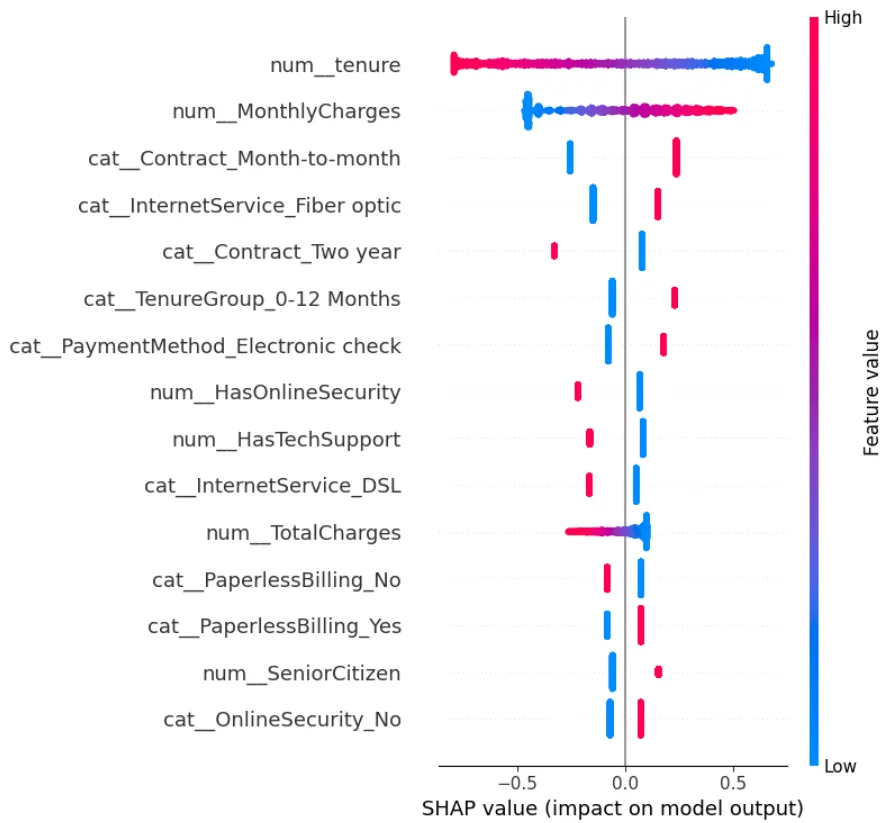 High
num__tenure
num__MonthlyCharges
cat__Contract_Month-to-month
cat__InternetService_Fiber optic
cat__Contract_Two year
cat__TenureGroup_0-12 Months
cat__PaymentMethod_Electronic check
num__HasOnlineSecurity
num__HasTechSupport
cat__InternetService_DSL
num__TotalCharges
cat__PaperlessBilling_No
cat__PaperlessBilling_Yes
num__SeniorCitizen
cat__OnlineSecurity_No
Feature value
Low
−0.5 0.0 0.5
SHAP value (impact on model output)